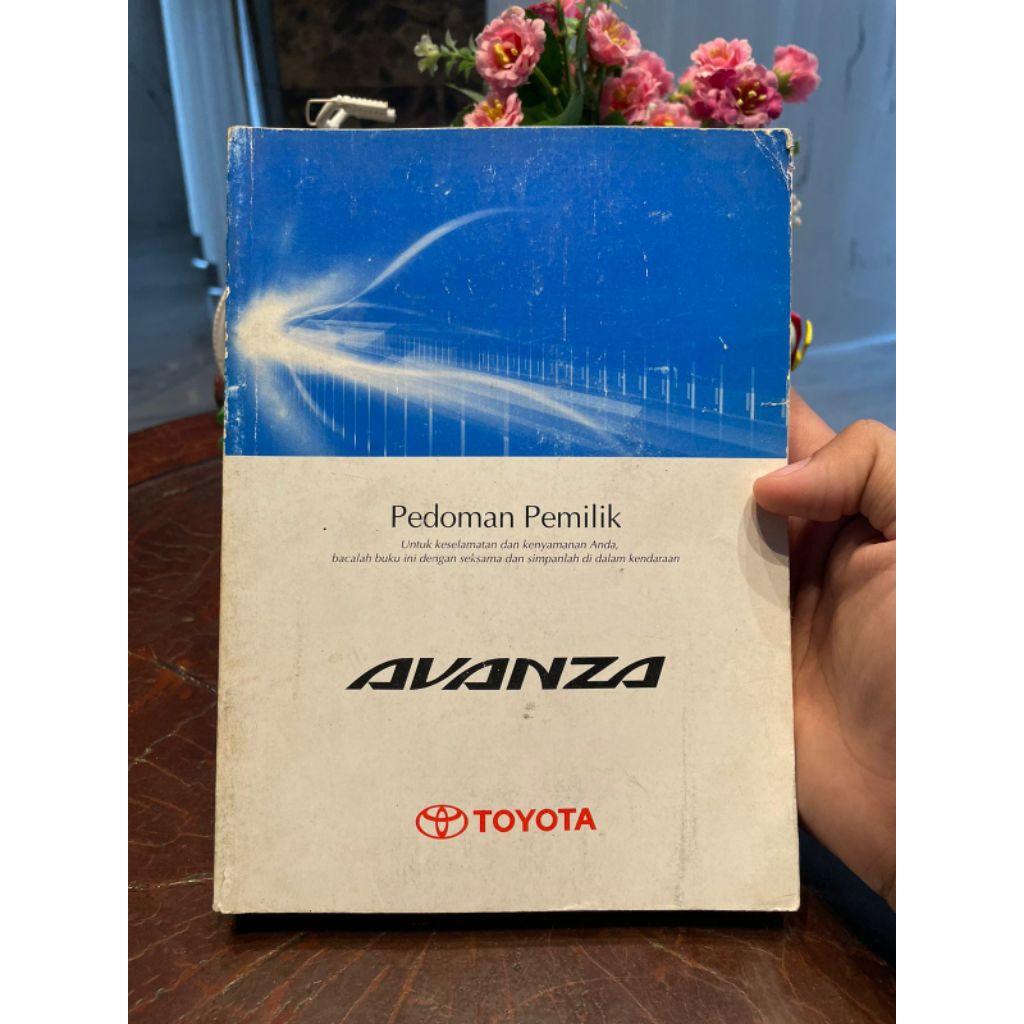 Pedoman Pemilik
Untuk keselamatan dan kenyamanan Anda,
bacalah buku ini dengan seksama dan simpanlah di dalam kendaraan
AVANZA
TOYOTA